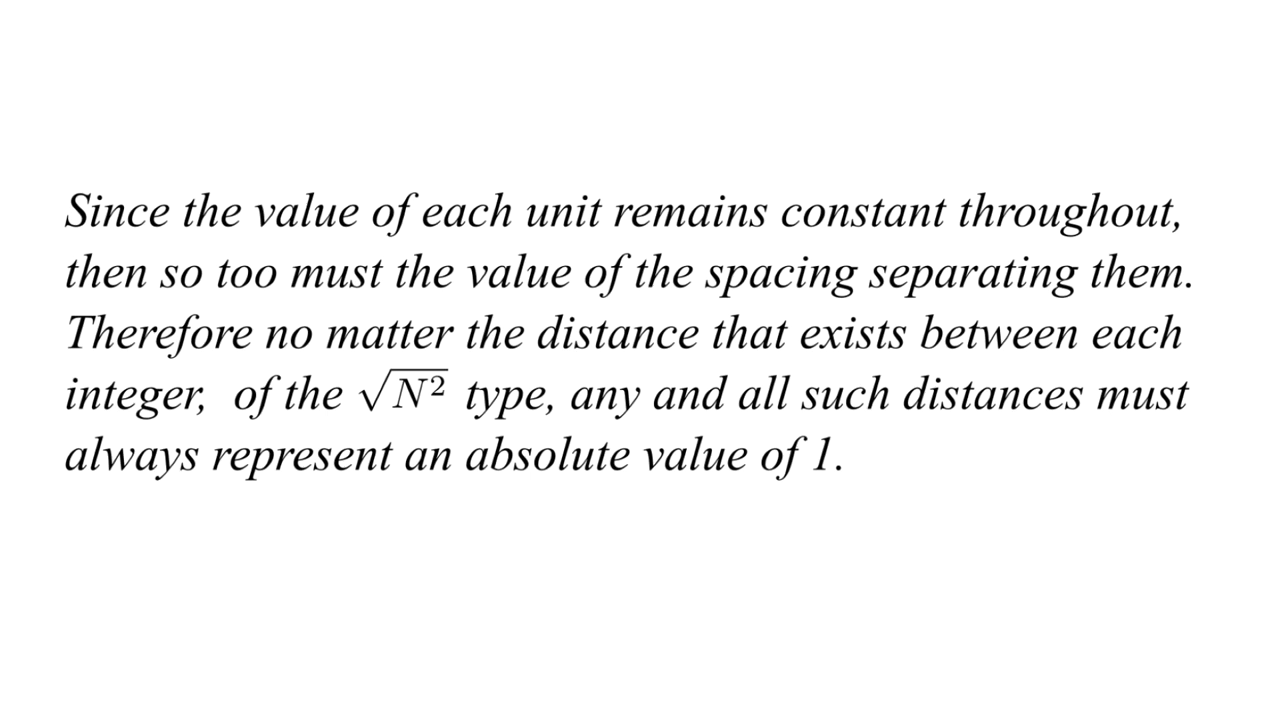 Since the value of each unit remains constant throughout,
then so too must the value of the spacing separating them.
Therefore no matter the distance that exists between each
integer,  of the √N² type, any and all such distances must
always represent an absolute value of 1.